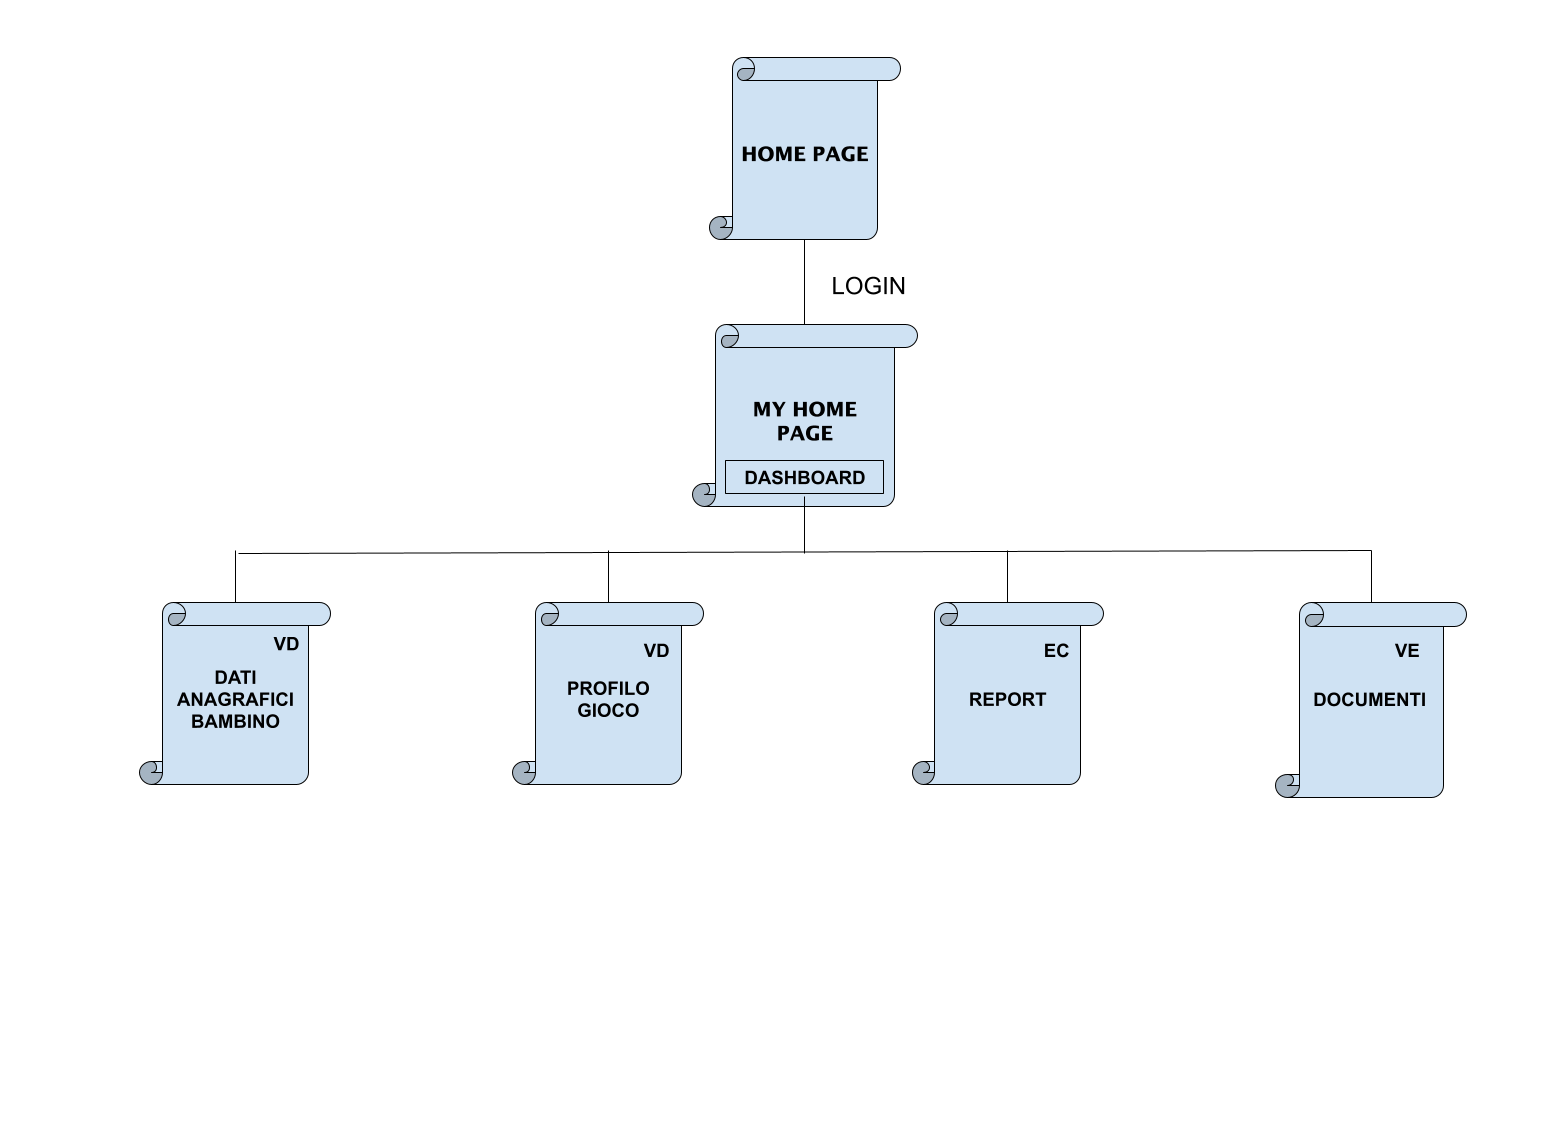 HOME PAGE
LOGIN
MY HOME
PAGE
DASHBOARD
VD
DATI
ANAGRAFICI
BAMBINO
VD
PROFILO
GIOCO
EC
REPORT
VE
DOCUMENTI